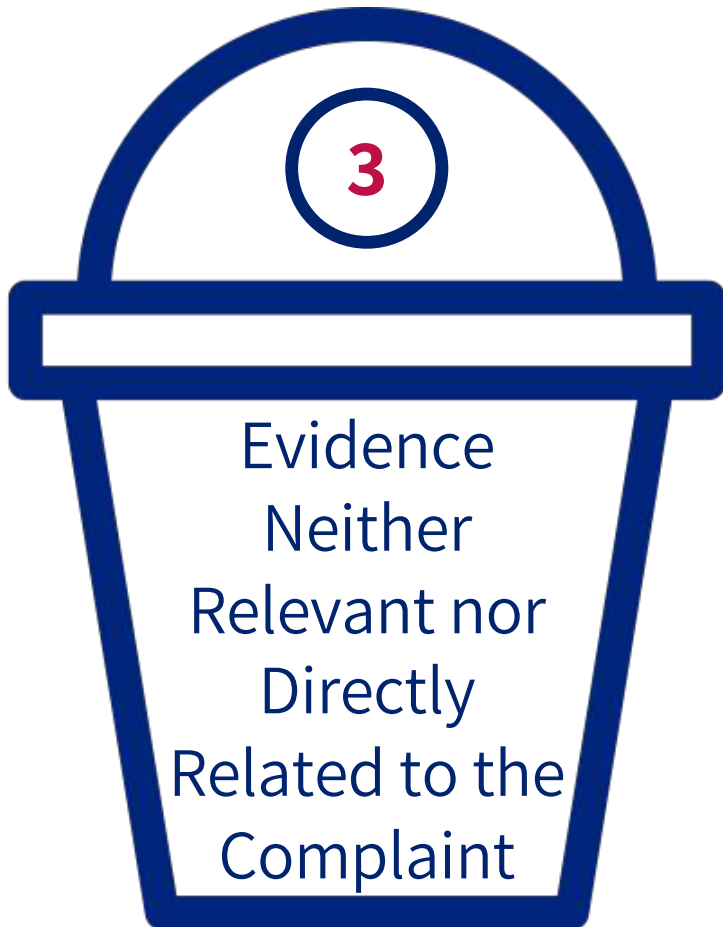 3
Evidence
Neither
Relevant nor
Directly
Related to the
Complaint